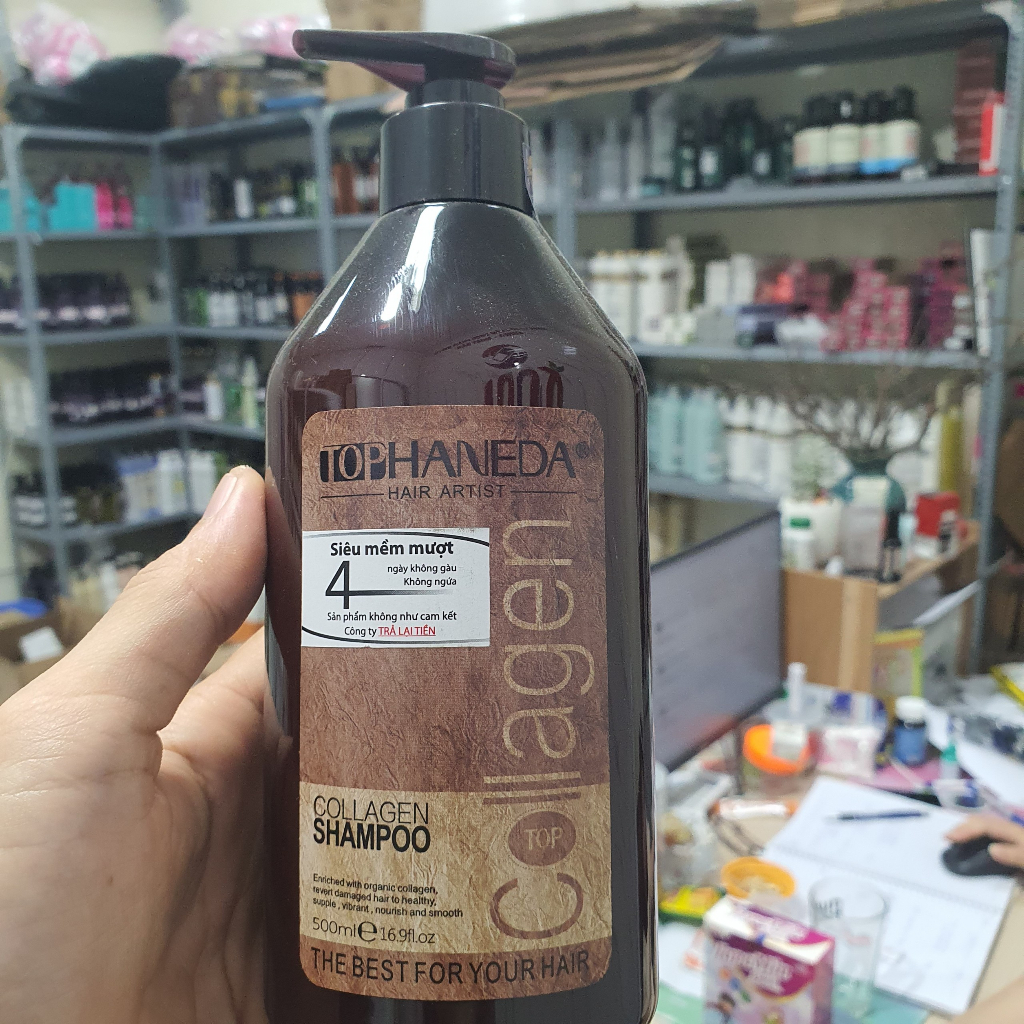 TOPHANEDA®
HAIR ARTIST
Siêu mềm mượt
4 ngày không gàu
Không ngứa
Sản phẩm không như cam kết
Công ty TRẢ LẠI TIỀN
Collagen
TOP
COLLAGEN
SHAMPOO
Enriched with organic collagen,
revert damaged hair to healthy,
supple , vibrant , nourish and smooth
500ml℮16.9fl.oz
THE BEST FOR YOUR HAIR